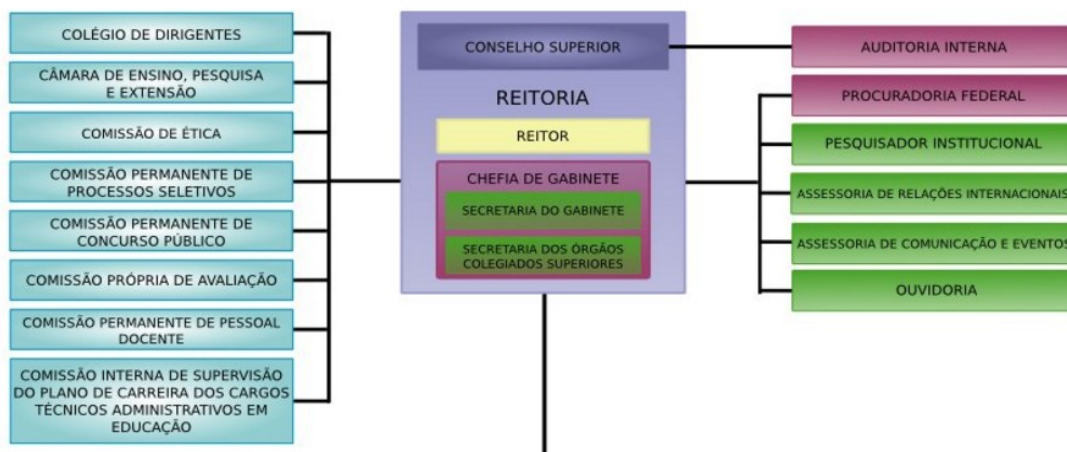 COLÉGIO DE DIRIGENTES
CÂMARA DE ENSINO, PESQUISA
E EXTENSÃO
COMISSÃO DE ÉTICA
COMISSÃO PERMANENTE DE
PROCESSOS SELETIVOS
COMISSÃO PERMANENTE DE
CONCURSO PÚBLICO
COMISSÃO PRÓPRIA DE AVALIAÇÃO
COMISSÃO PERMANENTE DE PESSOAL
DOCENTE
COMISSÃO INTERNA DE SUPERVISÃO
DO PLANO DE CARREIRA DOS CARGOS
TÉCNICOS ADMINISTRATIVOS EM
EDUCAÇÃO
CONSELHO SUPERIOR
REITORIA
REITOR
CHEFIA DE GABINETE
SECRETARIA DO GABINETE
SECRETARIA DOS ÓRGÃOS
COLEGIADOS SUPERIORES
AUDITORIA INTERNA
PROCURADORIA FEDERAL
PESQUISADOR INSTITUCIONAL
ASSESSORIA DE RELAÇÕES INTERNACIONAIS
ASSESSORIA DE COMUNICAÇÃO E EVENTOS
OUVIDORIA